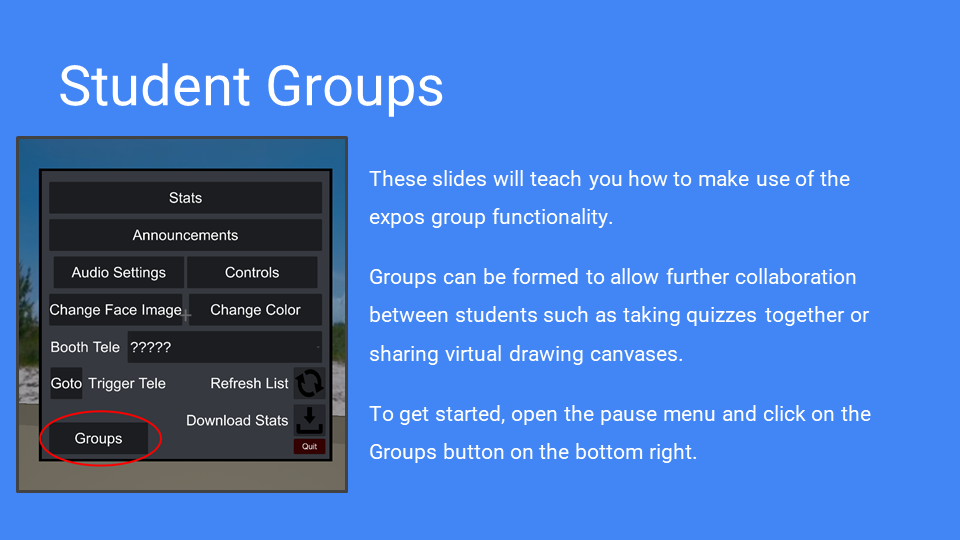 Student Groups
Stats
Announcements
Audio Settings Controls
Change Face Image Change Color
Booth Tele ?????
Goto Trigger Tele Refresh List
Download Stats
Groups Quit
These slides will teach you how to make use of the
expos group functionality.
Groups can be formed to allow further collaboration
between students such as taking quizzes together or
sharing virtual drawing canvases.
To get started, open the pause menu and click on the
Groups button on the bottom right.